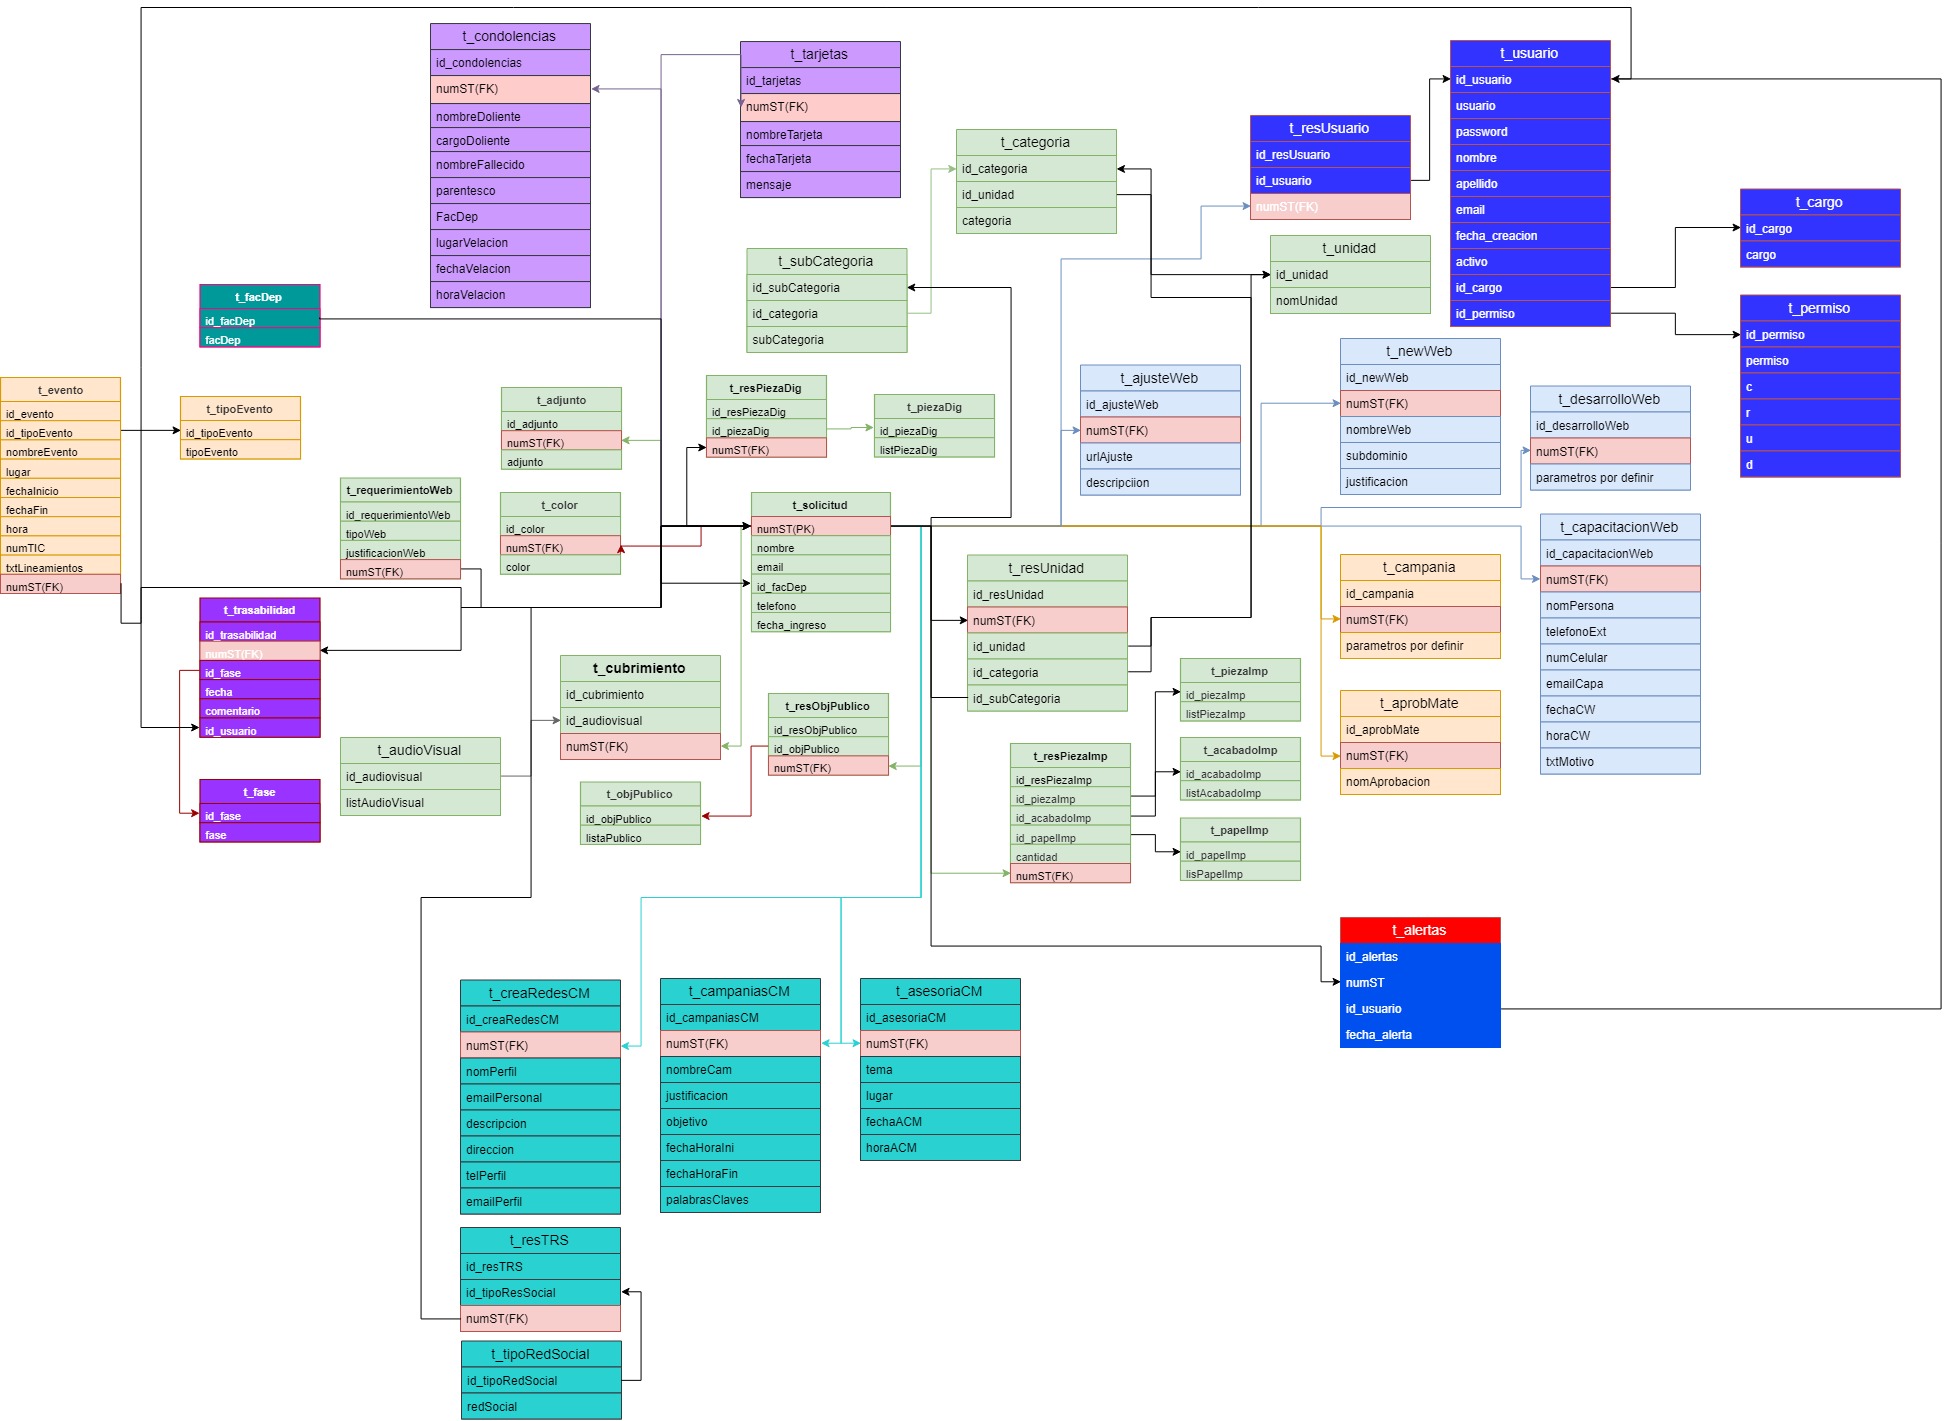 t_condolencias
id_condolencias
numST(FK)
nombreDoliente
cargoDoliente
nombreFallecido
parentesco
FacDep
lugarVelacion
fechaVelacion
horaVelacion
t_tarjetas
id_tarjetas
numST(FK)
nombreTarjeta
fechaTarjeta
mensaje
t_categoria
id_categoria
id_unidad
categoria
t_resUsuario
id_resUsuario
id_usuario
numST(FK)
t_usuario
id_usuario
usuario
password
nombre
apellido
email
fecha_creacion
activo
id_cargo
id_permiso
t_cargo
id_cargo
cargo
t_unidad
id_unidad
nomUnidad
t_permiso
id_permiso
permiso
c
r
u
d
t_subCategoria
id_subCategoria
id_categoria
subCategoria
t_facDep
id_facDep
facDep
t_evento
id_evento
id_tipoEvento
nombreEvento
lugar
fechaInicio
fechaFin
hora
numTIC
txtLineamientos
numST(FK)
t_tipoEvento
id_tipoEvento
tipoEvento
t_adjunto
id_adjunto
numST(FK)
adjunto
t_resPiezaDig
id_resPiezaDig
id_piezaDig
numST(FK)
t_piezaDig
id_piezaDig
listPiezaDig
t_ajusteWeb
id_ajusteWeb
numST(FK)
urlAjuste
descripciion
t_newWeb
id_newWeb
numST(FK)
nombreWeb
subdominio
justificacion
t_desarrolloWeb
id_desarrolloWeb
numST(FK)
parametros por definir
t_requerimientoWeb
id_requerimientoWeb
tipoWeb
justificacionWeb
numST(FK)
t_color
id_color
numST(FK)
color
t_solicitud
numST(PK)
nombre
email
id_facDep
telefono
fecha_ingreso
t_resUnidad
id_resUnidad
numST(FK)
id_unidad
id_categoria
id_subCategoria
t_campania
id_campania
numST(FK)
parametros por definir
t_capacitacionWeb
id_capacitacionWeb
numST(FK)
nomPersona
telefonoExt
numCelular
emailCapa
fechaCW
horaCW
txtMotivo
t_trasabilidad
id_trasabilidad
numST(FK)
id_fase
fecha
comentario
id_usuario
t_cubrimiento
id_cubrimiento
id_audiovisual
numST(FK)
t_resObjPublico
id_resObjPublico
id_objPublico
numST(FK)
t_piezaImp
id_piezaImp
listPiezaImp
t_aprobMate
id_aprobMate
numST(FK)
nomAprobacion
t_audioVisual
id_audiovisual
listAudioVisual
t_resPiezaImp
id_resPiezaImp
id_piezaImp
id_acabadoImp
id_papelImp
cantidad
numST(FK)
t_acabadoImp
id_acabadoImp
listAcabadoImp
t_fase
id_fase
fase
t_objPublico
id_objPublico
listaPublico
t_papelImp
id_papelImp
lisPapelImp
t_alertas
id_alertas
numST
id_usuario
fecha_alerta
t_creaRedesCM
id_creaRedesCM
numST(FK)
nomPerfil
emailPersonal
descripcion
direccion
telPerfil
emailPerfil
t_campaniasCM
id_campaniasCM
numST(FK)
nombreCam
justificacion
objetivo
fechaHoraIni
fechaHoraFin
palabrasClaves
t_asesoriaCM
id_asesoriaCM
numST(FK)
tema
lugar
fechaACM
horaACM
t_resTRS
id_resTRS
id_tipoResSocial
numST(FK)
t_tipoRedSocial
id_tipoRedSocial
redSocial